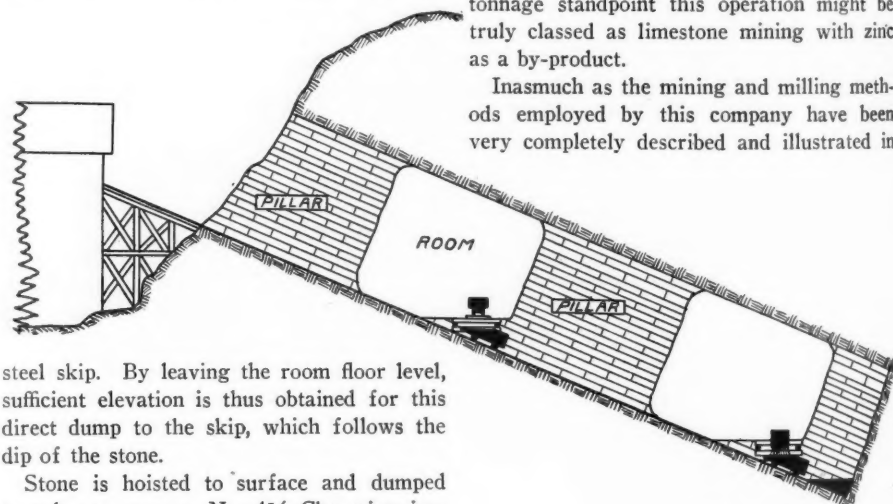 tonnage standpoint this operation might be
truly classed as limestone mining with zinc
as a by-product.
Inasmuch as the mining and milling meth-
ods employed by this company have been
very completely described and illustrated in
PILLAR
ROOM
PILLAR
steel skip. By leaving the room floor level,
sufficient elevation is thus obtained for this
direct dump to the skip, which follows the
dip of the stone.
Stone is hoisted to surface and dumped